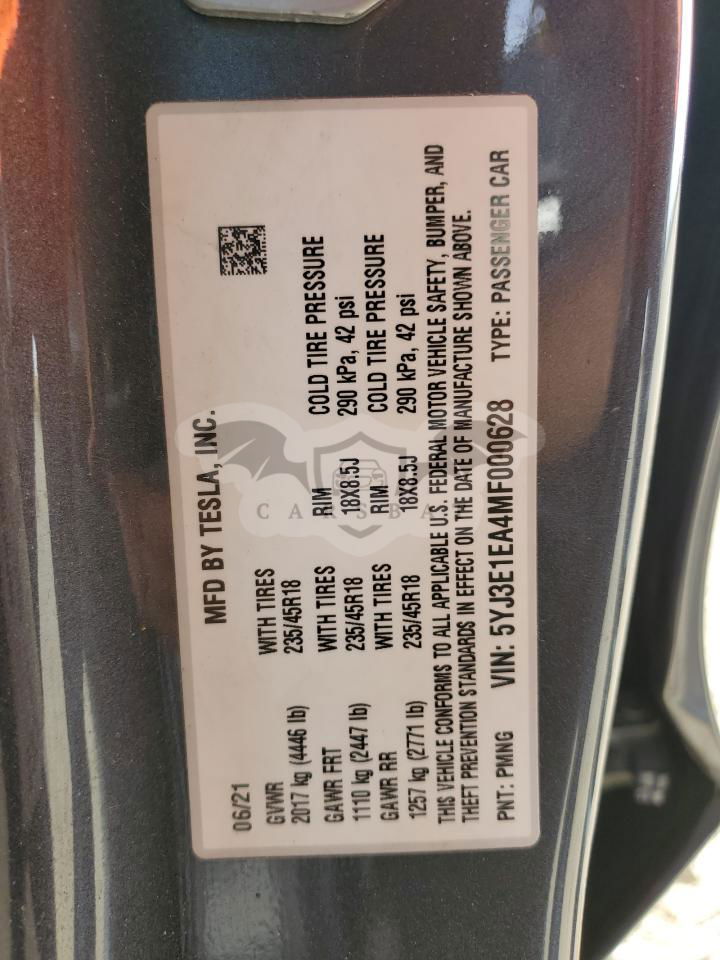 MFD BY TESLA, INC.
06/21
GVWR WITH TIRES
2017 kg (4446 lb) 235/45R18
GAWR FRT WITH TIRES RIM COLD TIRE PRESSURE
1110 kg (2447 lb) 235/45R18 18X8.5J 290 kPa, 42 psi
GAWR RR WITH TIRES RIM COLD TIRE PRESSURE
1257 kg (2771 lb) 235/45R18 18X8.5J 290 kPa, 42 psi
THIS VEHICLE CONFORMS TO ALL APPLICABLE U.S. FEDERAL MOTOR VEHICLE SAFETY, BUMPER, AND
THEFT PREVENTION STANDARDS IN EFFECT ON THE DATE OF MANUFACTURE SHOWN ABOVE.
PNT: PMNG VIN: 5YJ3E1EA4MF000628 TYPE: PASSENGER CAR